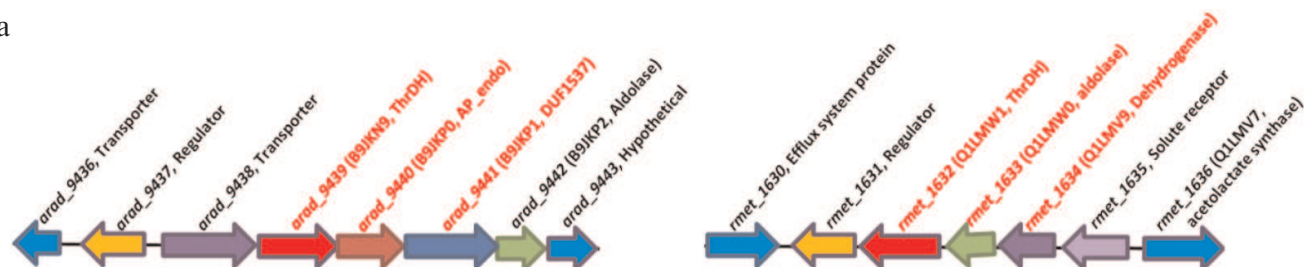 a
arad_9436, Transporter
arad_9437, Regulator
arad_9438, Transporter
arad_9439 (B9JKN9, ThrDH)
arad_9440 (B9JKP0, AP_endo)
arad_9441 (B9JKP1, DUF1537)
arad_9442 (B9JKP2, Aldolase)
arad_9443, Hypothetical
rmet_1630, Efflux system protein
rmet_1631, Regulator
rmet_1632 (Q1LMW1, ThrDH)
rmet_1633 (Q1LMW0, aldolase)
rmet_1634 (Q1LMV9, Dehydrogenase)
rmet_1635, Solute receptor
rmet_1636 (Q1LMV7,
acetolactate synthase)